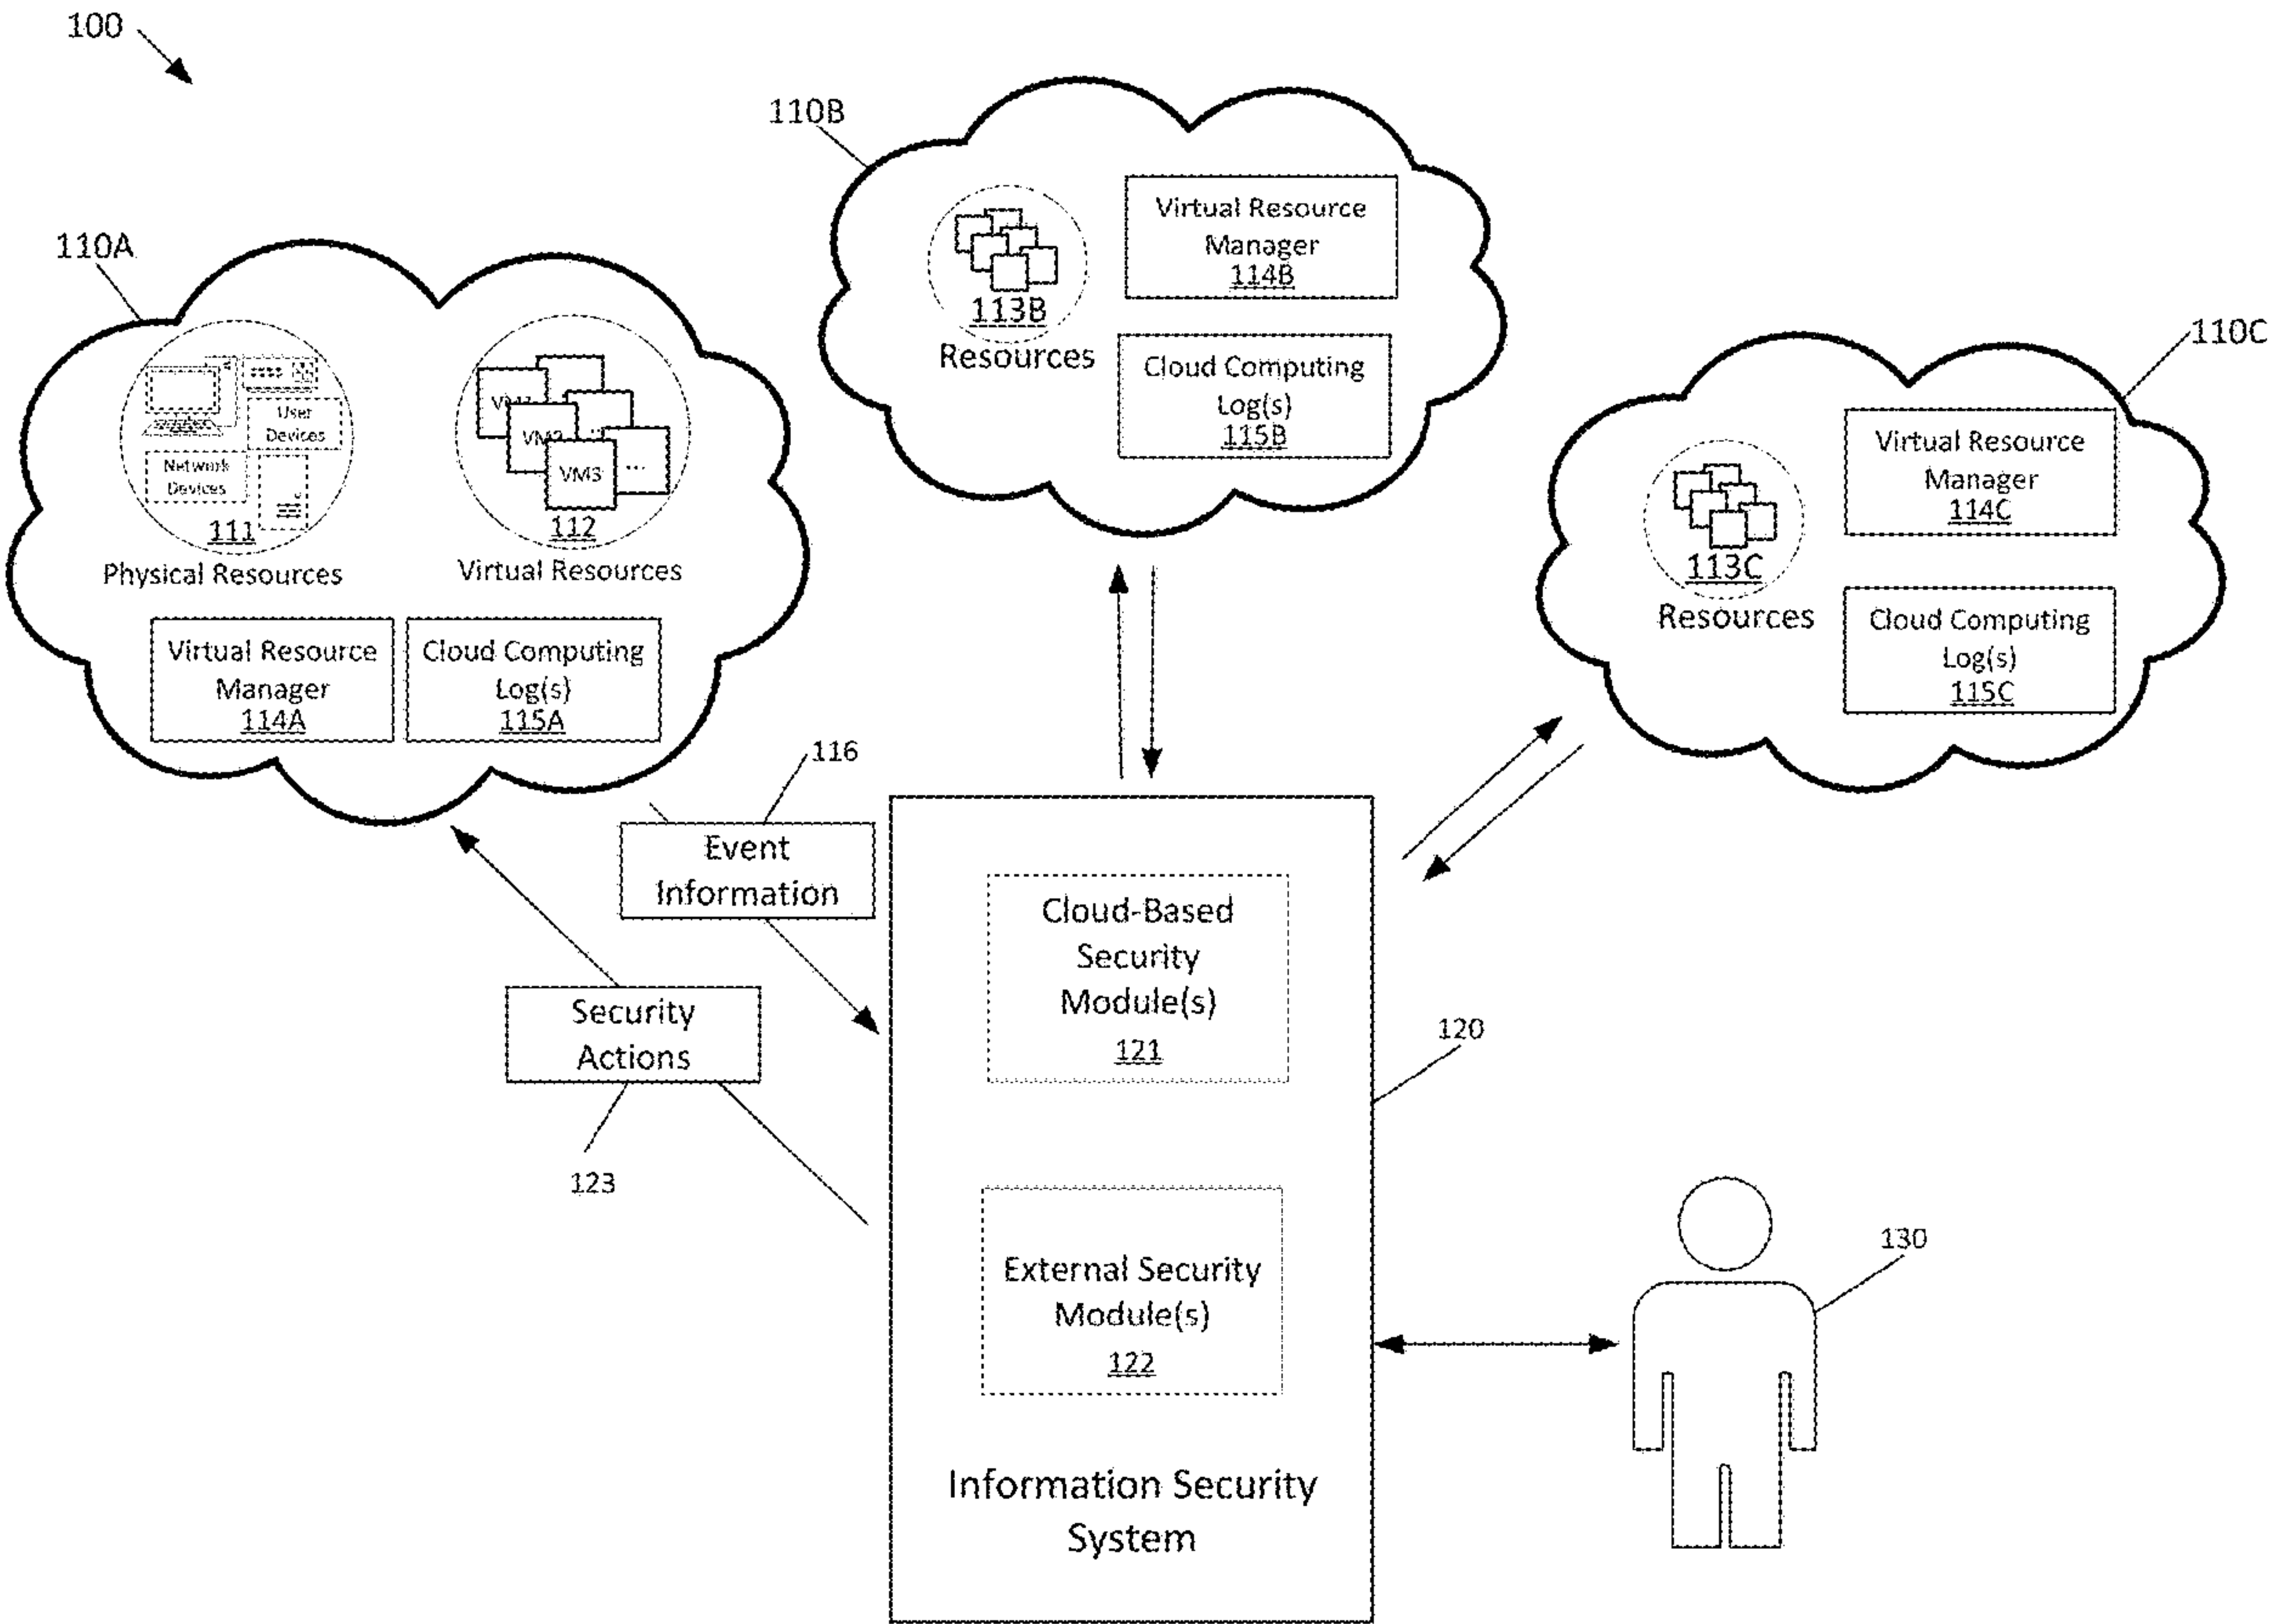 100
110B
Virtual Resource
Manager
114B
113B
Resources
Cloud Computing
Log(s)
115B
110A
User
Devices
Network
Devices
111
Physical Resources
VM2
VM3
...
112
Virtual Resources
Virtual Resource
Manager
114A
Cloud Computing
Log(s)
115A
110C
Virtual Resource
Manager
114C
113C
Resources
Cloud Computing
Log(s)
115C
116
Event
Information
Security
Actions
123
Cloud-Based
Security
Module(s)
121
120
External Security
Module(s)
122
Information Security
System
130